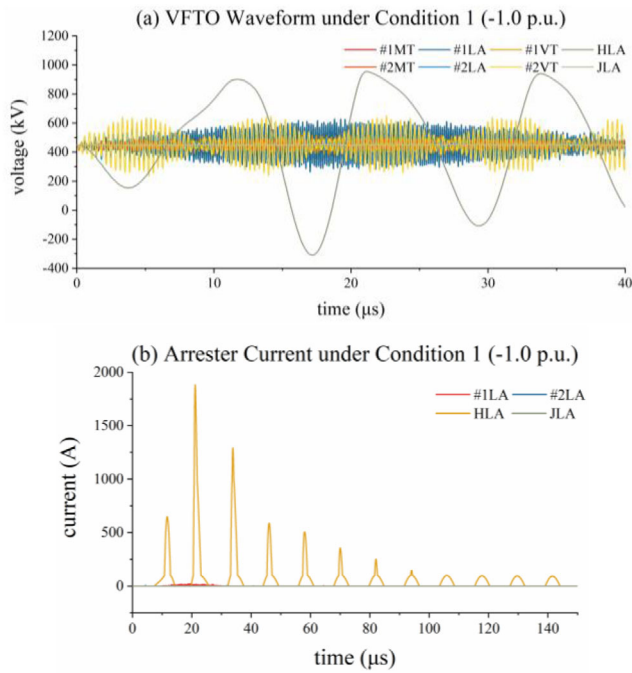 (a) VFTO Waveform under Condition 1 (-1.0 p.u.)
#1MT #1LA #1VT HLA
#2MT #2LA #2VT JLA
1200
1000
800
600
400
200
0
-200
-400
voltage (kV)
0 10 20 30 40
time (μs)
(b) Arrester Current under Condition 1 (-1.0 p.u.)
#1LA #2LA
HLA JLA
2000
1500
1000
500
0
current (A)
0 20 40 60 80 100 120 140
time (μs)